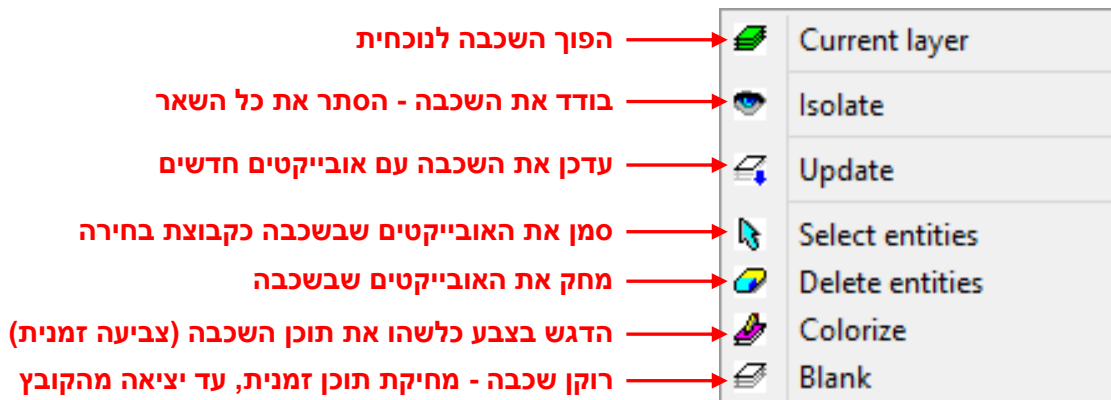 הפוך השכבה לנוכחית Current layer
בודד את השכבה - הסתר את כל השאר Isolate
עדכן את השכבה עם אובייקטים חדשים Update
סמן את האובייקטים שבשכבה כקבוצת בחירה Select entities
מחק את האובייקטים שבשכבה Delete entities
הדגש בצבע כלשהו את תוכן השכבה (צביעה זמנית) Colorize
רוקן שכבה - מחיקת תוכן זמנית, עד יציאה מהקובץ Blank